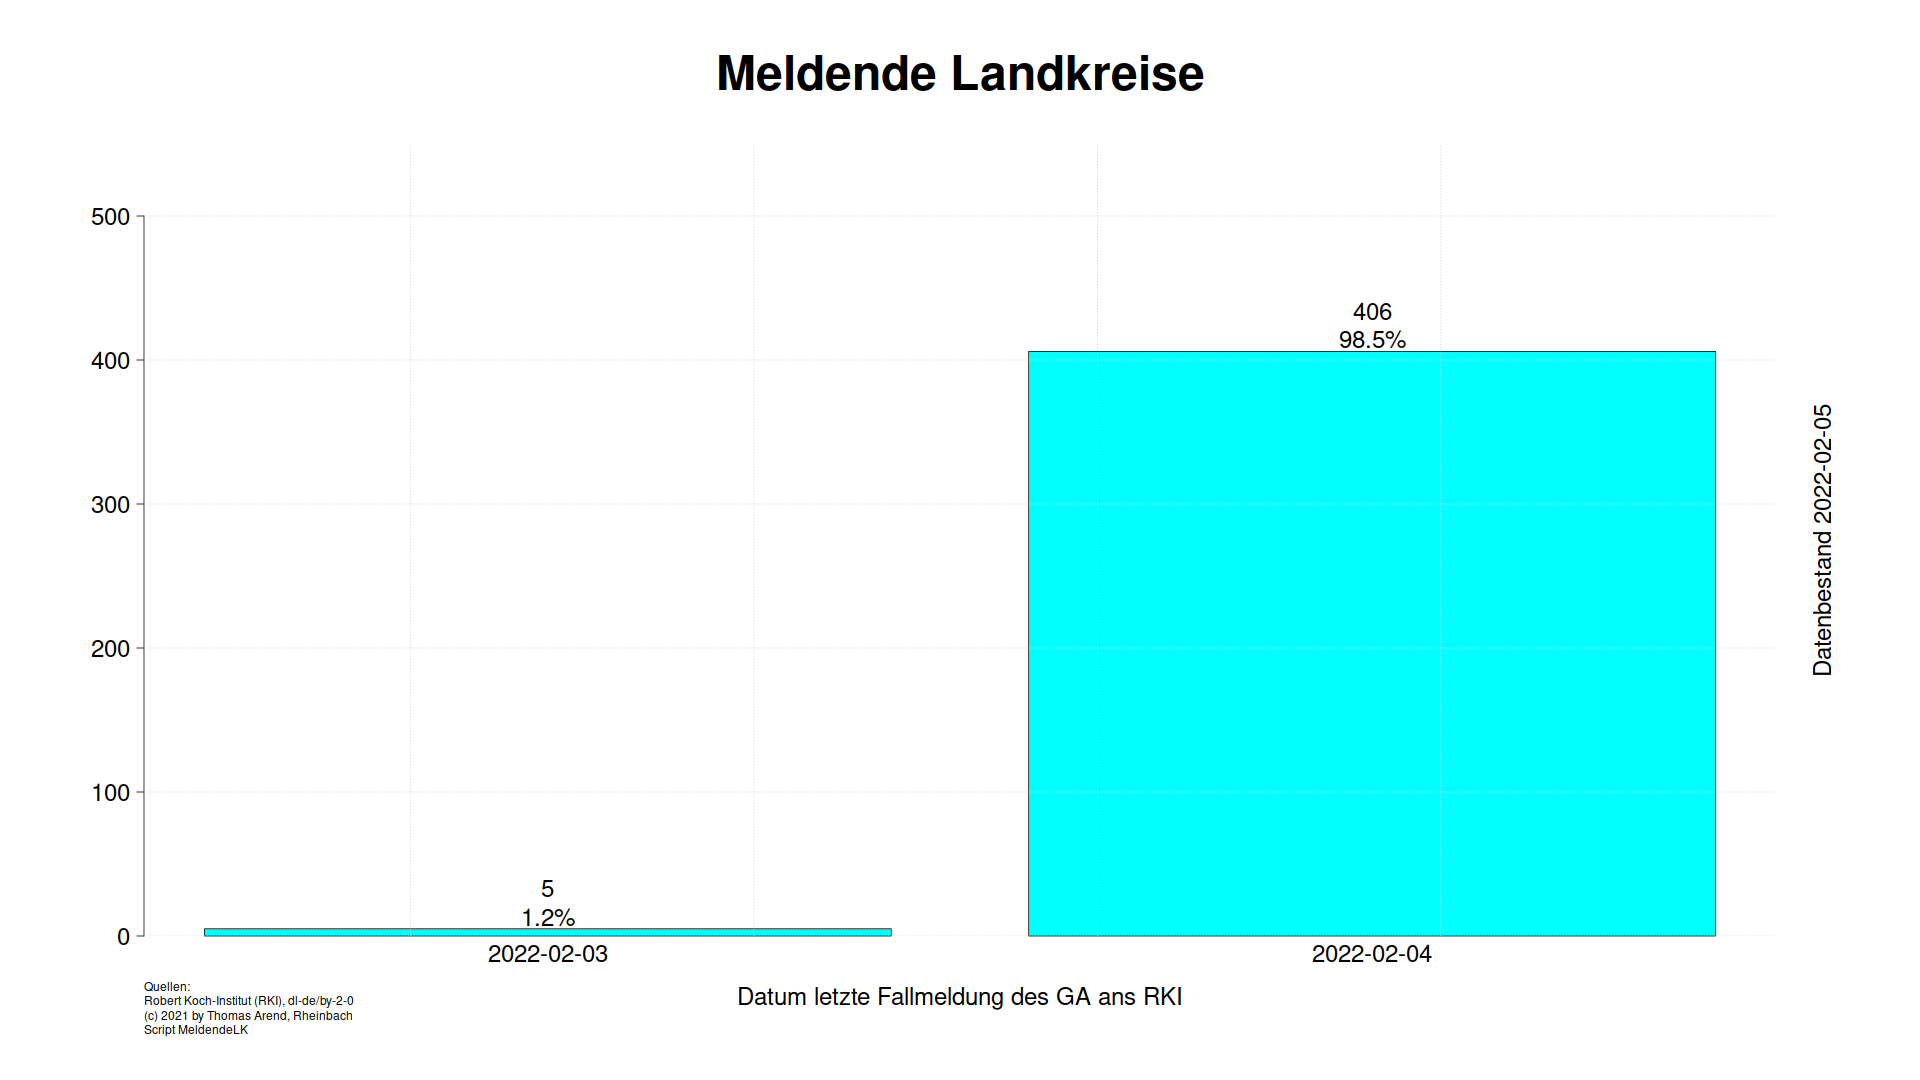 Meldende Landkreise
500
400
300
200
100
0
406
98.5%
5
1.2%
2022-02-03
2022-02-04
Datum letzte Fallmeldung des GA ans RKI
Datenbestand 2022-02-05
Quellen:
Robert Koch-Institut (RKI), dl-de/by-2-0
(c) 2021 by Thomas Arend, Rheinbach
Script MeldendeLK